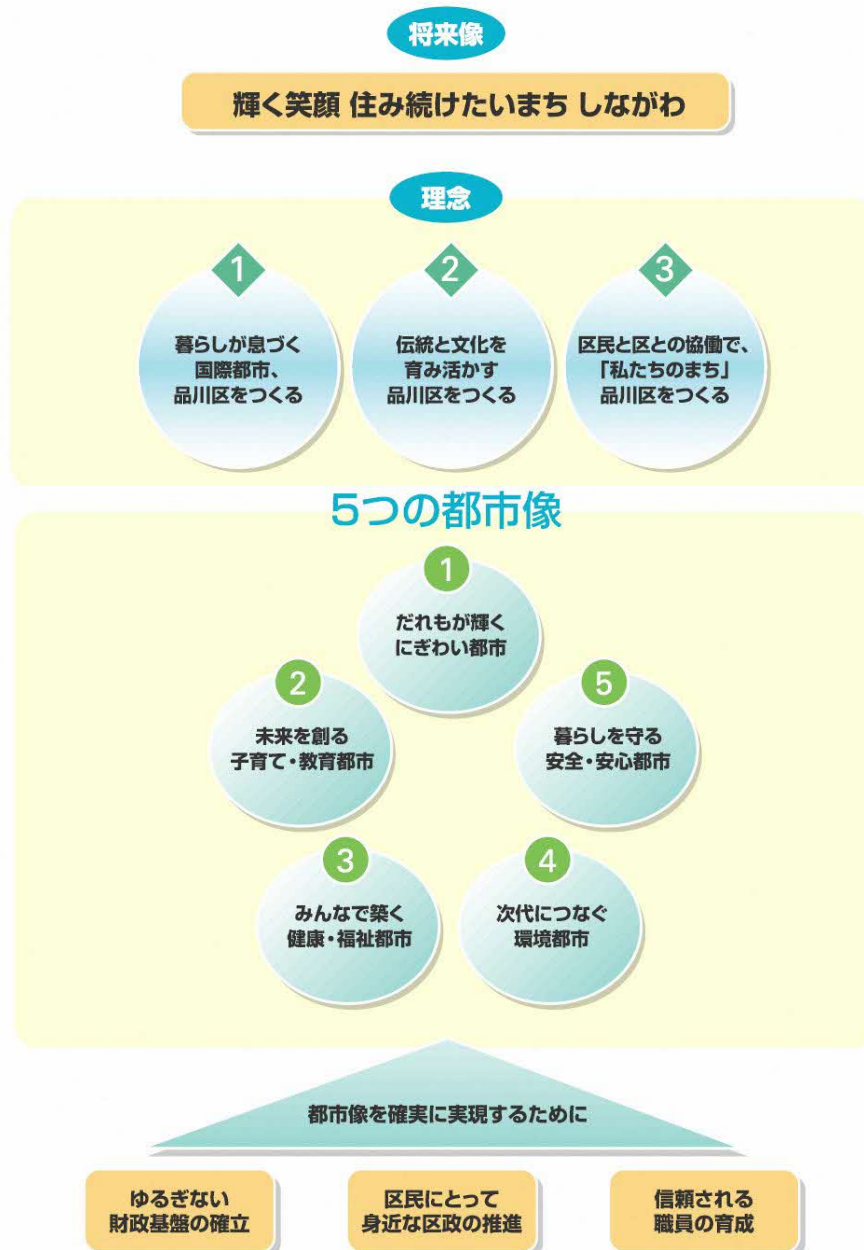 将来像
輝く笑顔 住み続けたいまち しながわ
理念
1
暮らしが息づく
国際都市、
品川区をつくる
2
伝統と文化を
育み活かす
品川区をつくる
3
区民と区との協働で、
「私たちのまち」
品川区をつくる
5つの都市像
1
だれもが輝く
にぎわい都市
2
未来を創る
子育て・教育都市
3
みんなで築く
健康・福祉都市
4
次代につなぐ
環境都市
5
暮らしを守る
安全・安心都市
都市像を確実に実現するために
ゆるぎない
財政基盤の確立
区民にとって
身近な区政の推進
信頼される
職員の育成